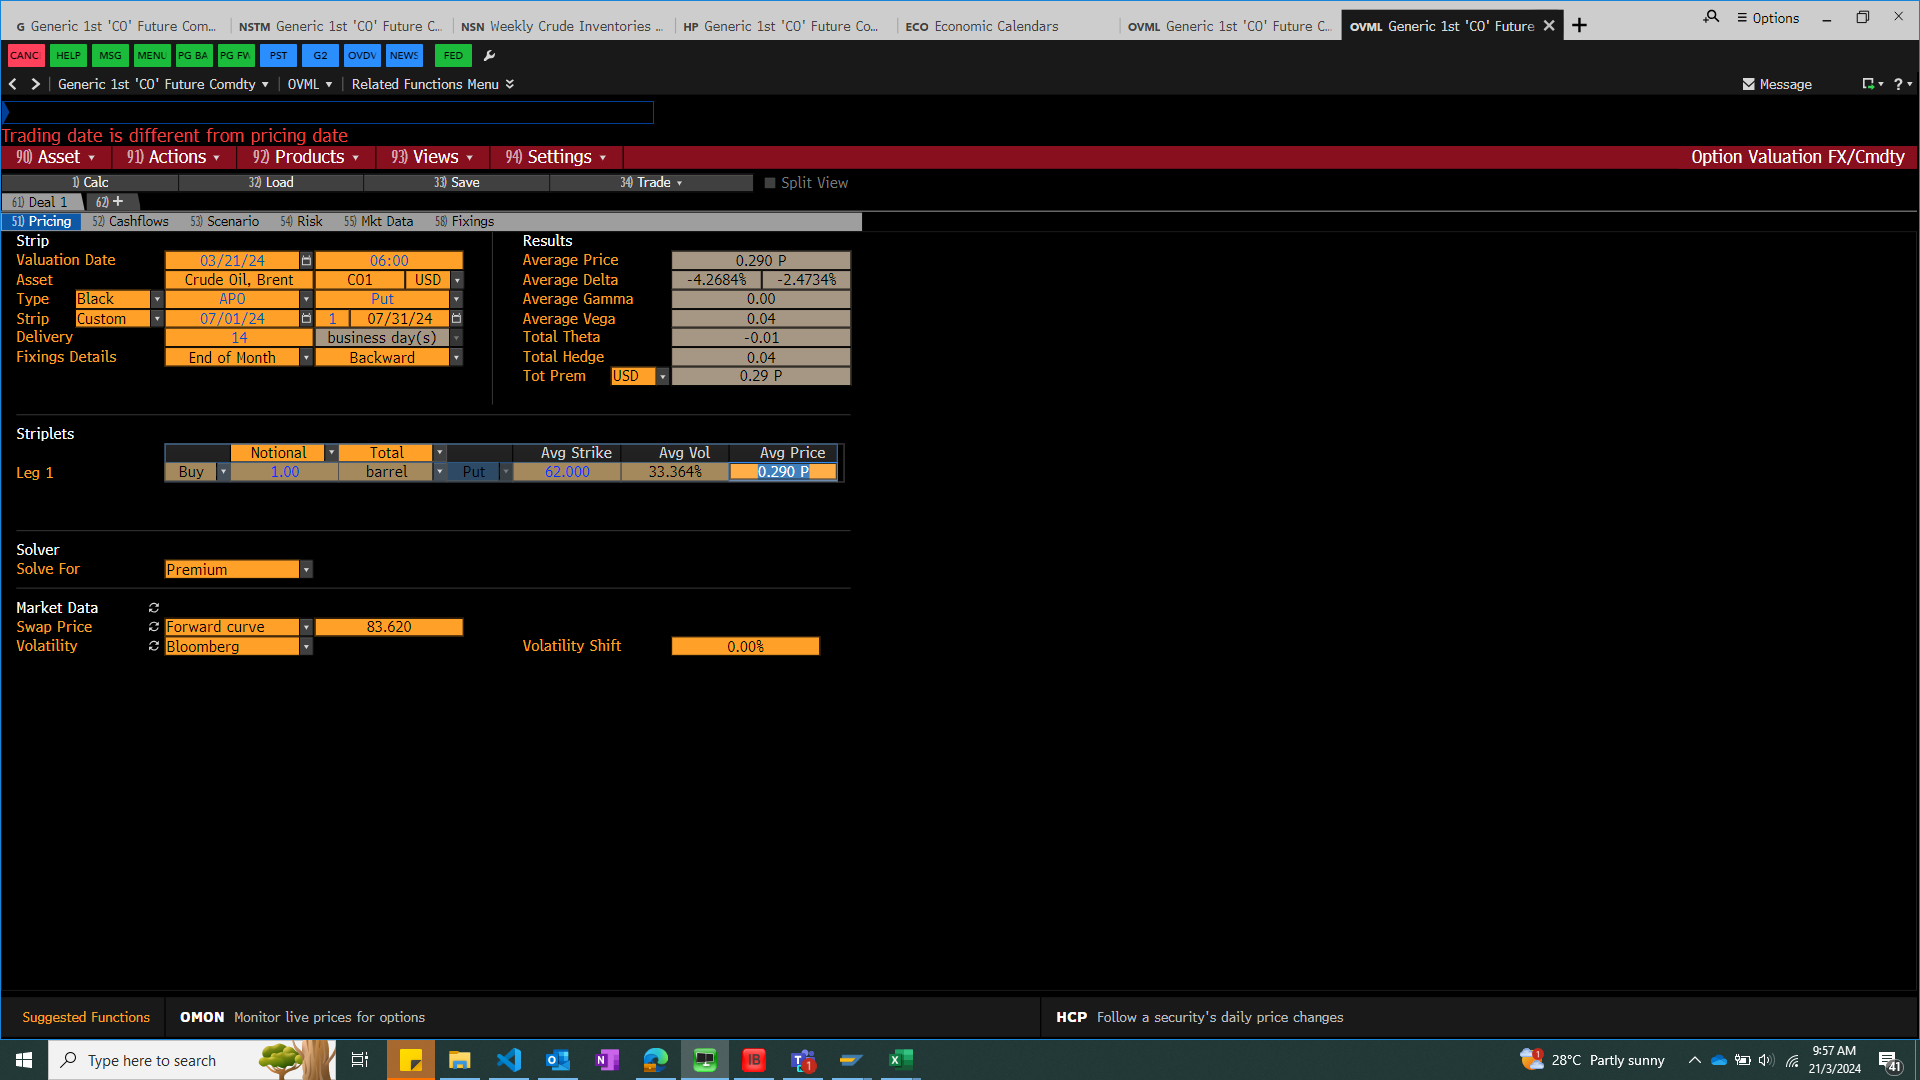 G Generic 1st 'CO' Future Com... NSTM Generic 1st 'CO' Future C... NSN Weekly Crude Inventories ... HP Generic 1st 'CO' Future Co... ECO Economic Calendars OVML Generic 1st 'CO' Future C... OVML Generic 1st 'CO' Future Options
CANC HELP MSG MENU PG BA PG FW PST G2 OVDV NEWS FED
Generic 1st 'CO' Future Comdty OVML Related Functions Menu Message ?
Trading date is different from pricing date
90) Asset 91) Actions 92) Products 93) Views 94) Settings Option Valuation FX/Cmdty
1) Calc 32) Load 33) Save 34) Trade Split View
61) Deal 1 62) +
51) Pricing 52) Cashflows 53) Scenario 54) Risk 55) Mkt Data 58) Fixings
Strip Results
Valuation Date 03/21/24 06:00 Average Price 0.290 P
Asset Crude Oil, Brent CO1 USD Average Delta -4.2684% -2.4734%
Type Black APO Put Average Gamma 0.00
Strip Custom 07/01/24 1 07/31/24 Average Vega 0.04
Delivery 14 business day(s) Total Theta -0.01
Fixings Details End of Month Backward Total Hedge 0.04
Tot Prem USD 0.29 P
Striplets
Notional Total Avg Strike Avg Vol Avg Price
Leg 1 Buy 1.00 barrel Put 62.000 33.364% 0.290 P
Solver
Solve For Premium
Market Data
Swap Price Forward curve 83.620
Volatility Bloomberg Volatility Shift 0.00%
Suggested Functions OMON Monitor live prices for options HCP Follow a security's daily price changes
Type here to search 1 1 28°C Partly sunny 9:57 AM
21/3/2024 41